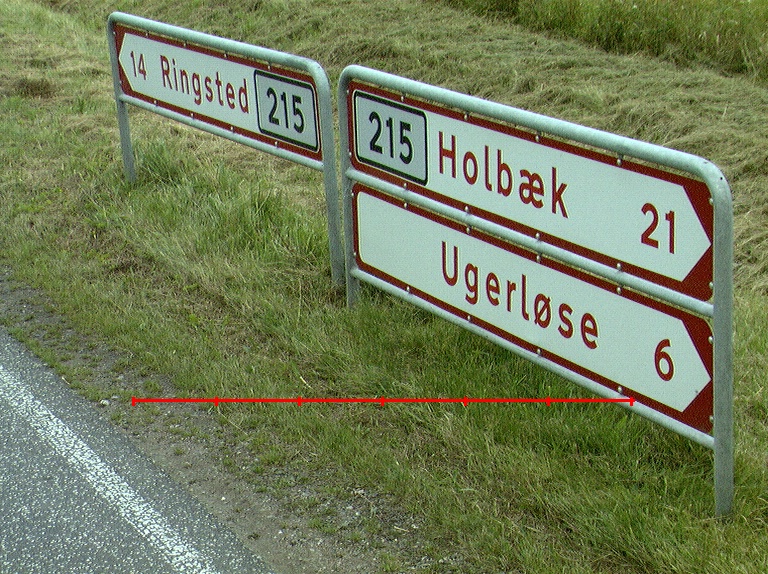 14 Ringsted 215
215 Holbæk 21
Ugerløse 6